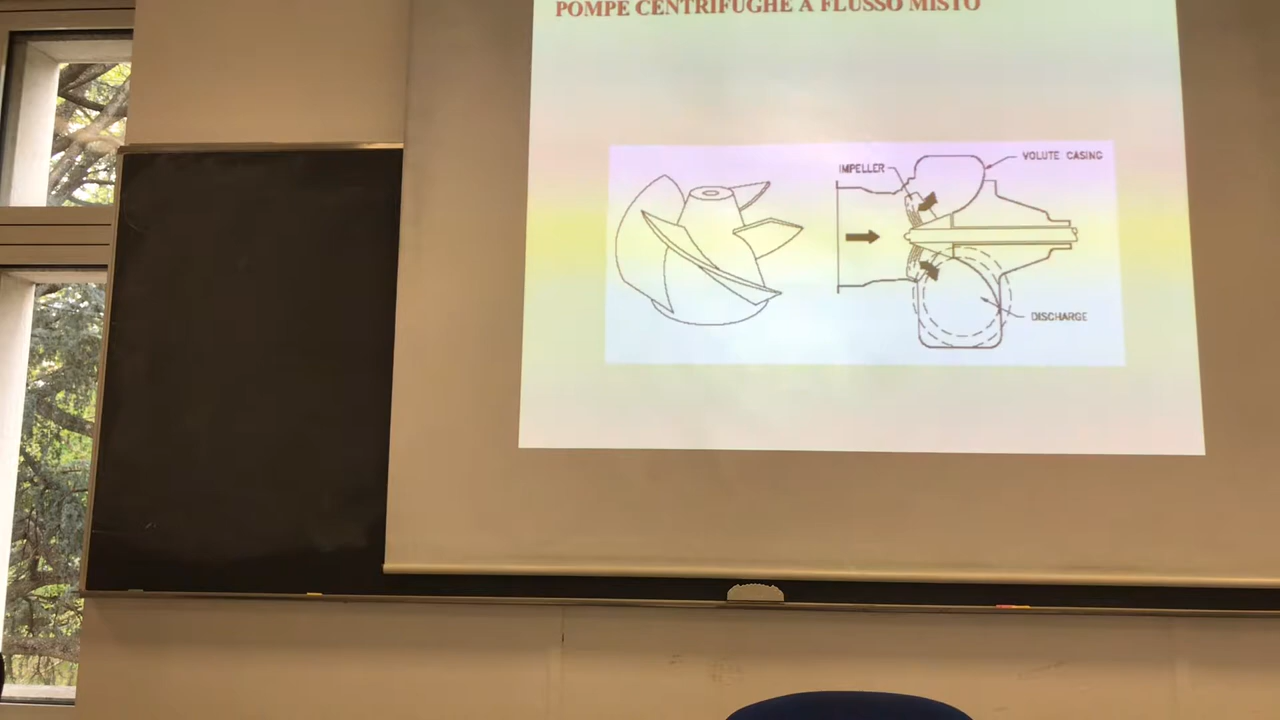 POMPE CENTRIFUGHE A FLUSSO MISTO
VOLUTE CASING
IMPELLER
DISCHARGE